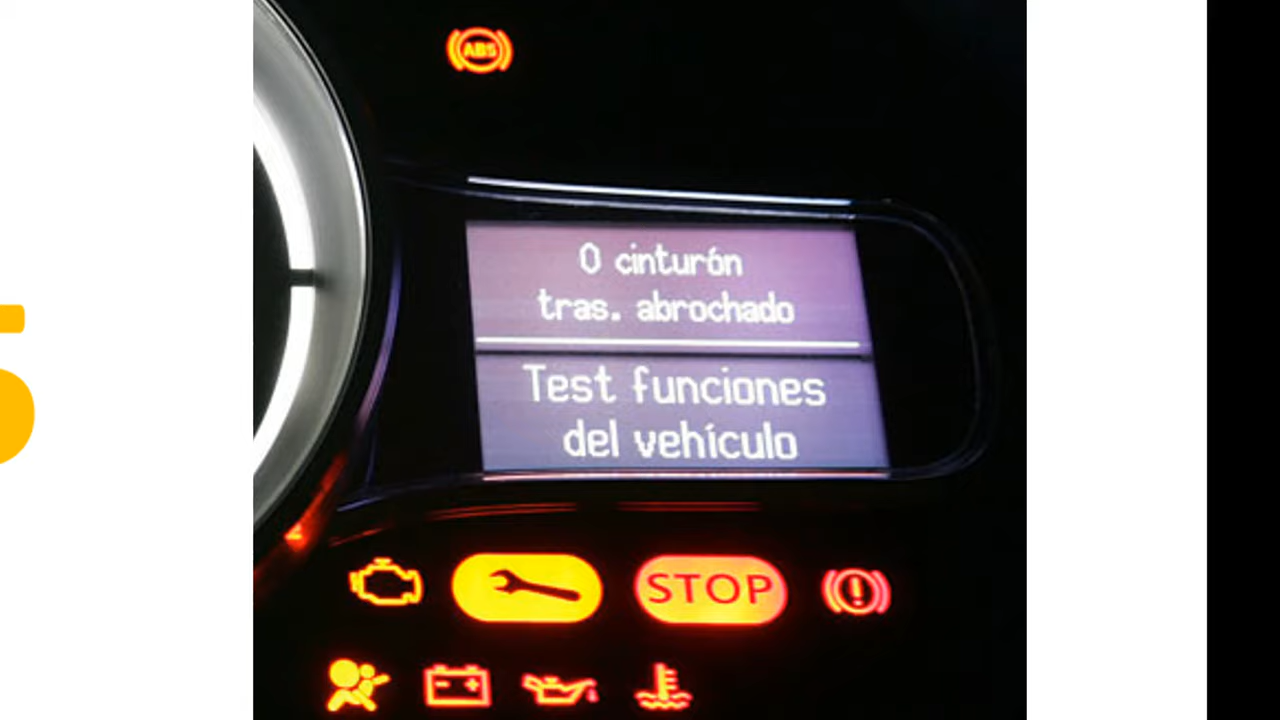 ABS
0 cinturón
tras. abrochado
Test funciones
del vehículo
STOP